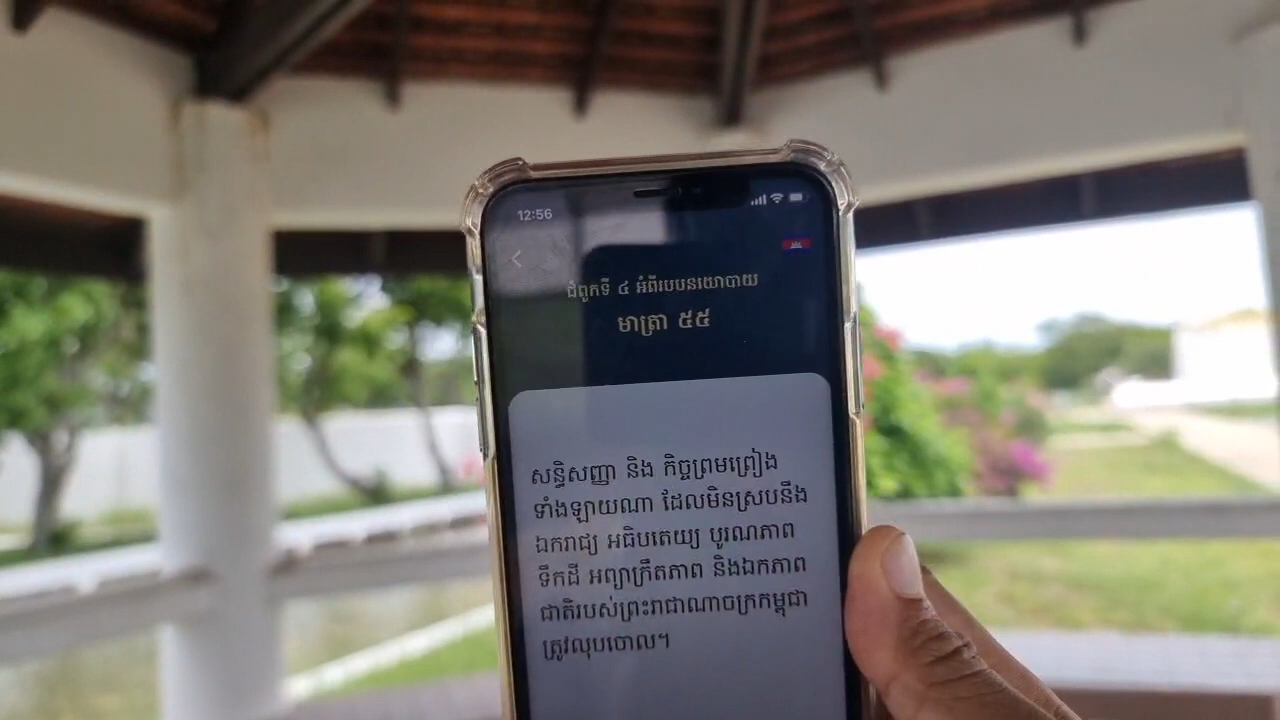 12:56
ជំពូកទី ៤ អំពីរបបនយោបាយ
មាត្រា ៥៥
សន្ធិសញ្ញា និង កិច្ចព្រមព្រៀង
ទាំងឡាយណា ដែលមិនស្របនឹង
ឯករាជ្យ អធិបតេយ្យ បូរណភាព
ទឹកដី អព្យាក្រឹតភាព និងឯកភាព
ជាតិរបស់ព្រះរាជាណាចក្រកម្ពុជា
ត្រូវលុបចោល។